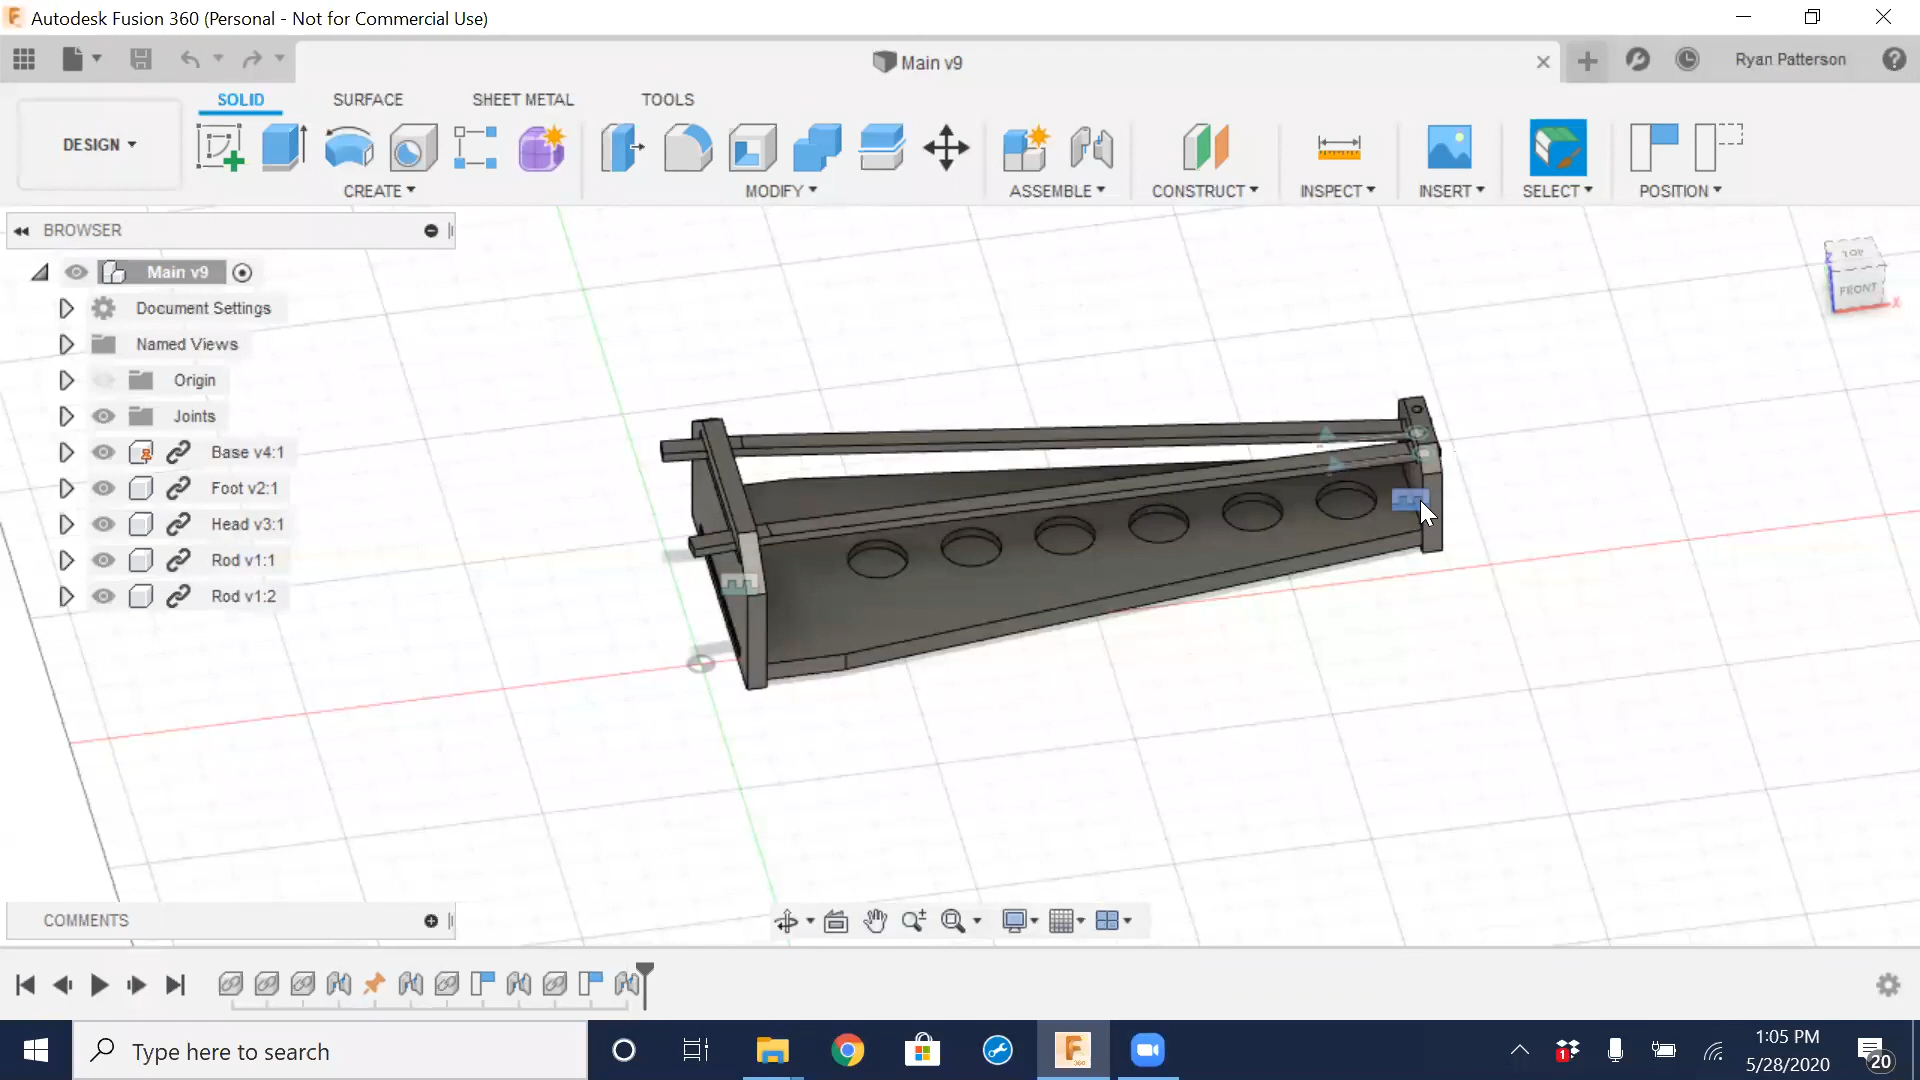 Autodesk Fusion 360 (Personal - Not for Commercial Use)
Main v9
Ryan Patterson
DESIGN
SOLID
SURFACE
SHEET METAL
TOOLS
CREATE
MODIFY
ASSEMBLE
CONSTRUCT
INSPECT
INSERT
SELECT
POSITION
BROWSER
Main v9
Document Settings
Named Views
Origin
Joints
Base v4:1
Foot v2:1
Head v3:1
Rod v1:1
Rod v1:2
TOP
FRONT
Z
X
COMMENTS
Type here to search
F
360
1
1:05 PM
5/28/2020
20